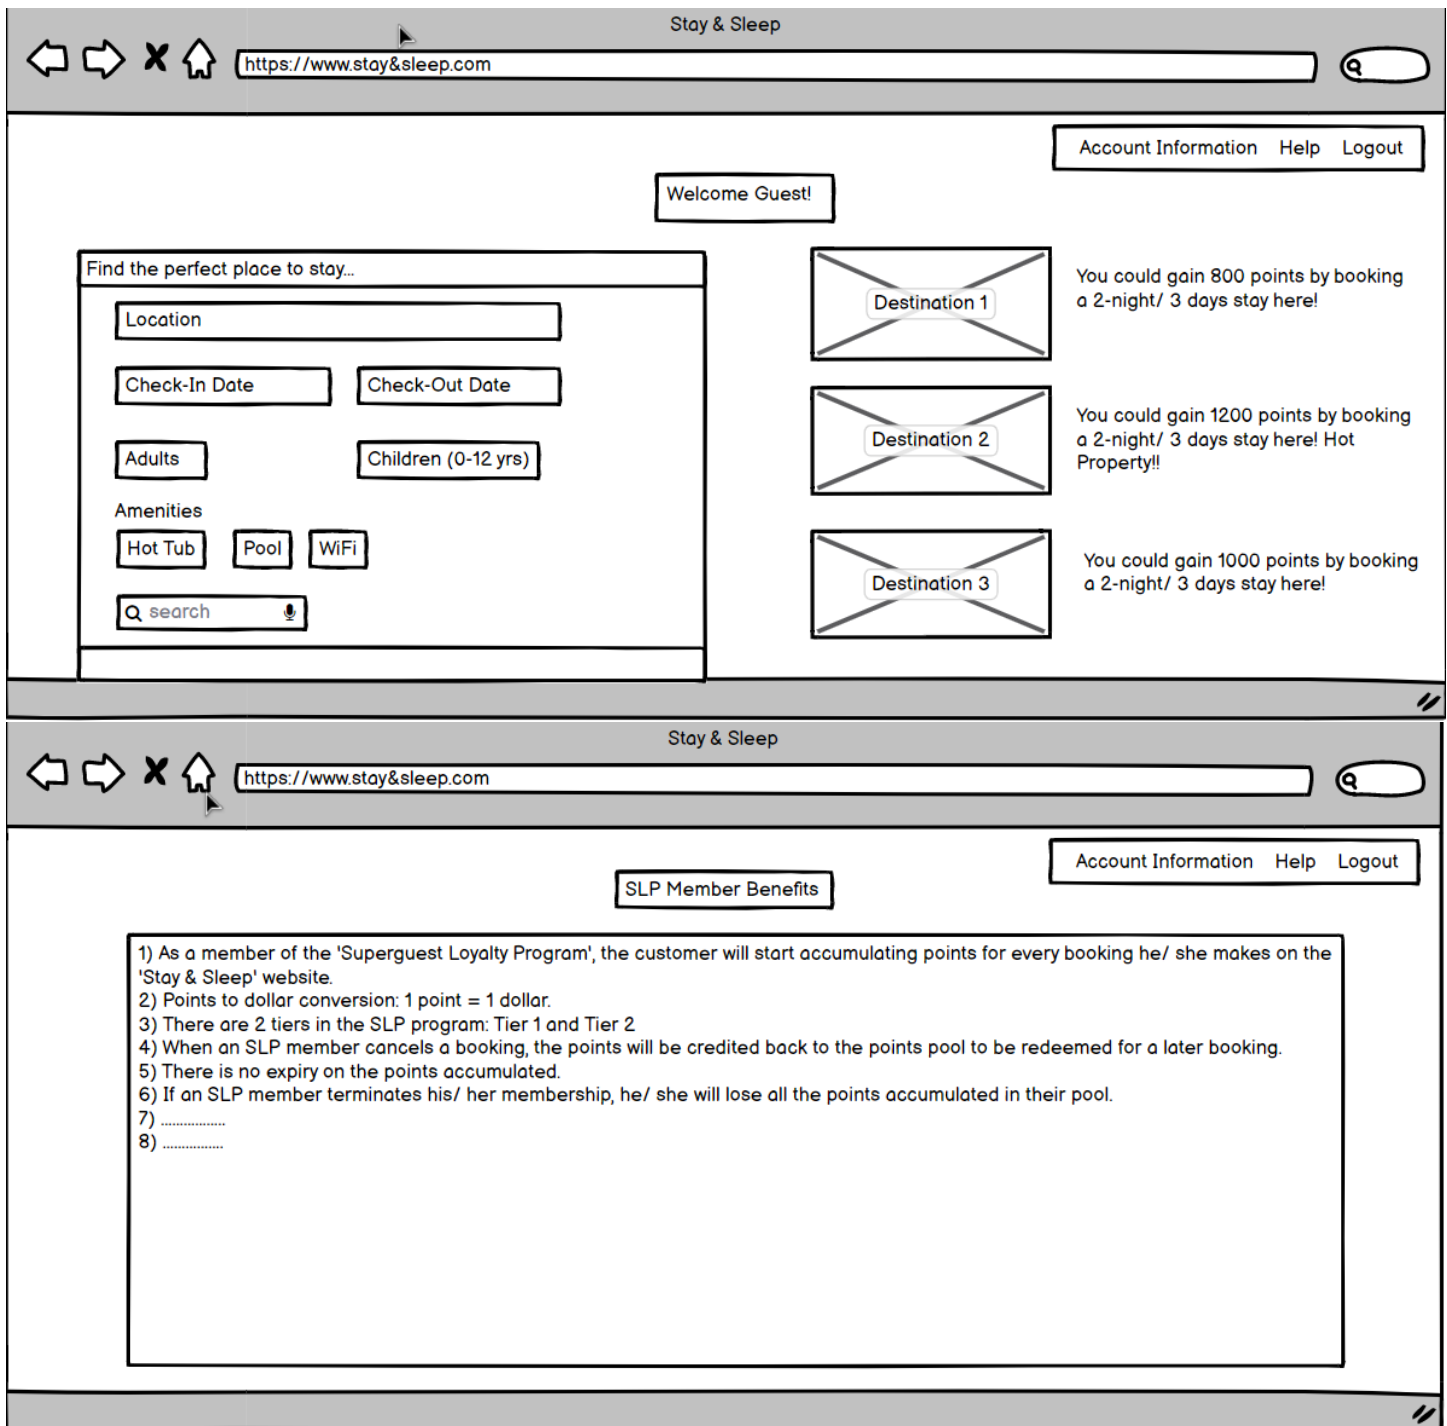 Stay & Sleep
https://www.stay&sleep.com
Account Information Help Logout
Welcome Guest!
Find the perfect place to stay...
Location
Check-In Date
Check-Out Date
Adults
Children (0-12 yrs)
Amenities
Hot Tub
Pool
WiFi
search
Destination 1
You could gain 800 points by booking
a 2-night/ 3 days stay here!
Destination 2
You could gain 1200 points by booking
a 2-night/ 3 days stay here! Hot
Property!!
Destination 3
You could gain 1000 points by booking
a 2-night/ 3 days stay here!
Stay & Sleep
https://www.stay&sleep.com
Account Information Help Logout
SLP Member Benefits
1) As a member of the 'Superguest Loyalty Program', the customer will start accumulating points for every booking he/ she makes on the
'Stay & Sleep' website.
2) Points to dollar conversion: 1 point = 1 dollar.
3) There are 2 tiers in the SLP program: Tier 1 and Tier 2
4) When an SLP member cancels a booking, the points will be credited back to the points pool to be redeemed for a later booking.
5) There is no expiry on the points accumulated.
6) If an SLP member terminates his/ her membership, he/ she will lose all the points accumulated in their pool.
7) .................
8) ................